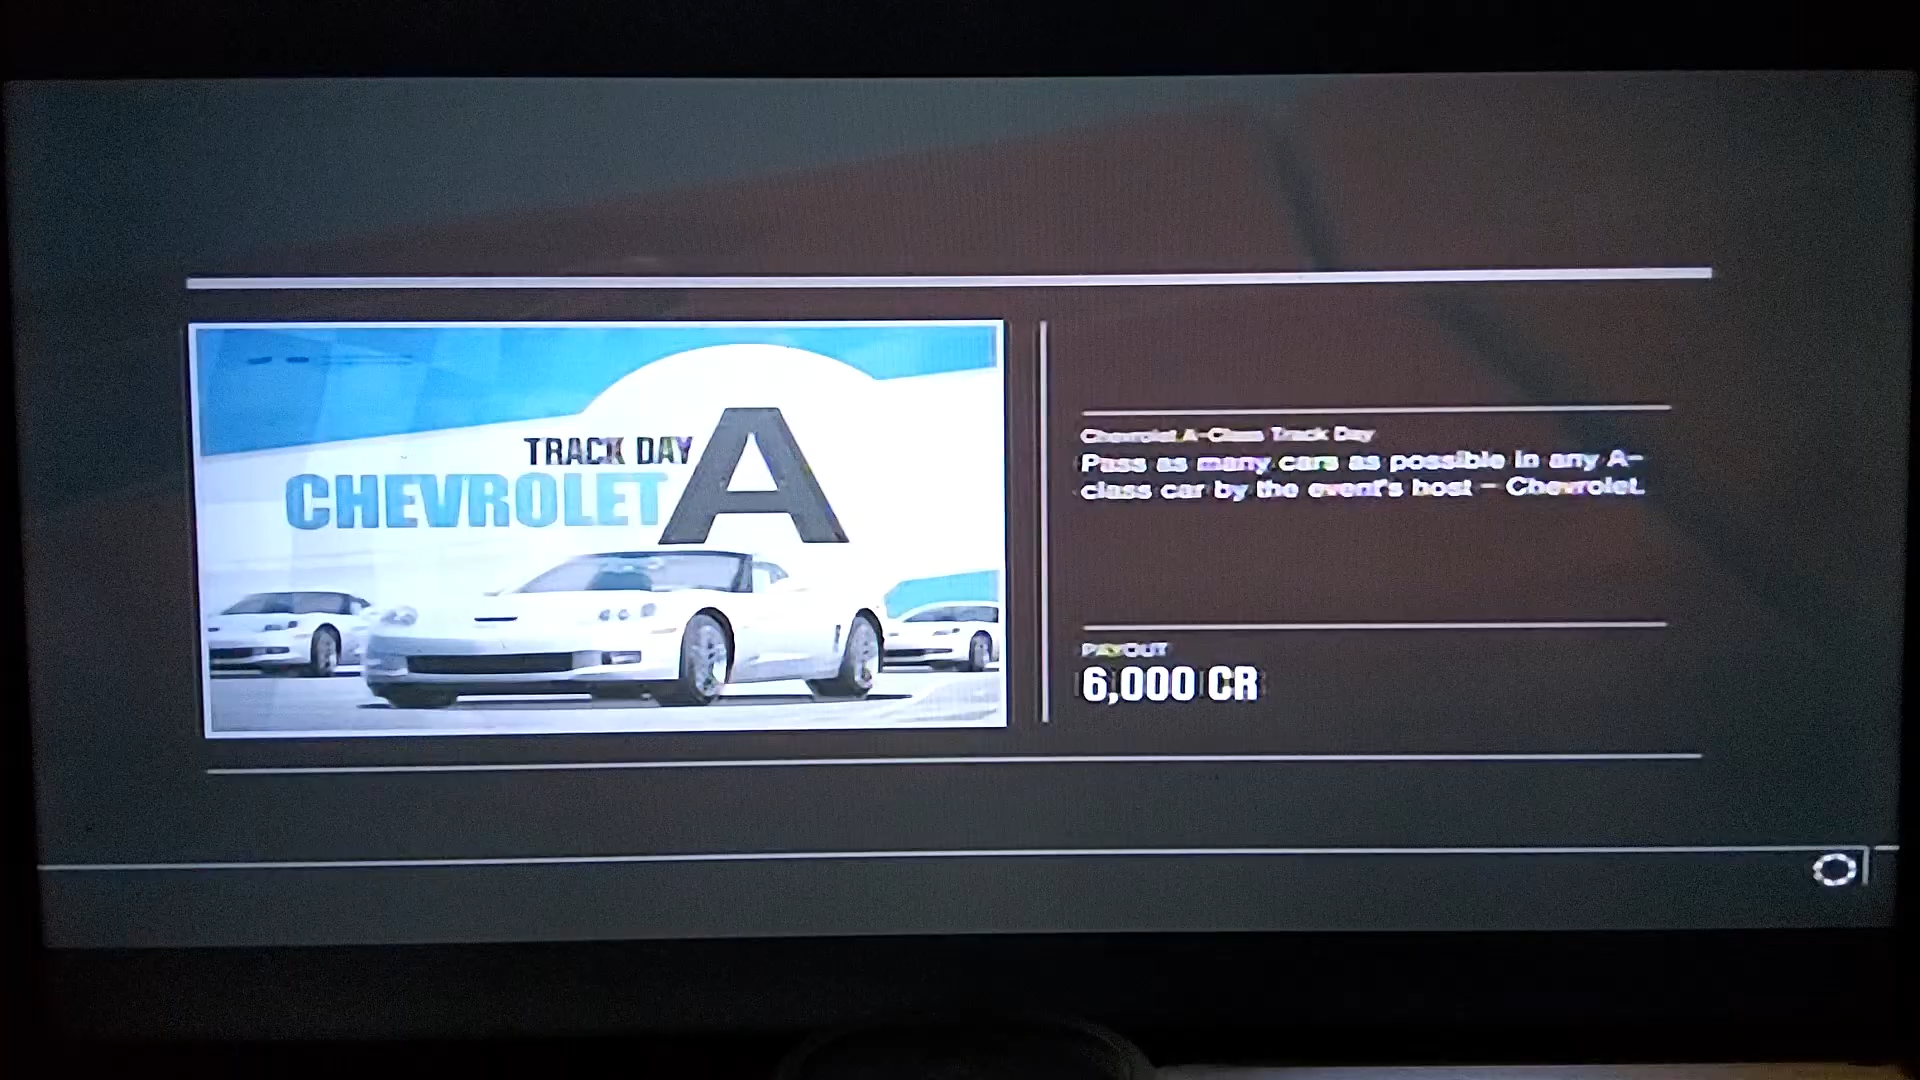 TRACK DAY
CHEVROLET A
Chevrolet A-Class Track Day
Pass as many cars as possible in any A-
class car by the event's host - Chevrolet.
PAYOUT
6,000 CR